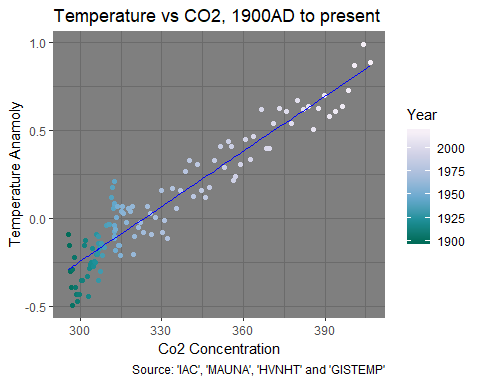 Temperature vs CO2, 1900AD to present
1.0
0.5
0.0
-0.5
Temperature Anamoly
300
330
360
390
Co2 Concentration
Year
2000
1975
1950
1925
1900
Source: 'IAC', 'MAUNA', 'HVNHT' and 'GISTEMP'